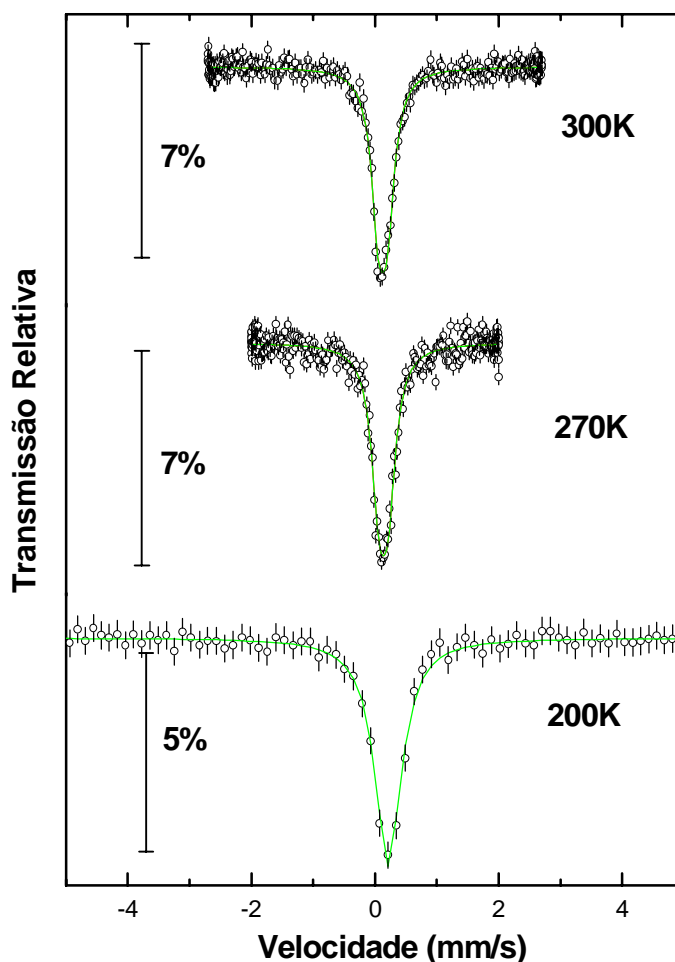 300K
7%
270K
7%
200K
5%
Transmissão Relativa
-4 -2 0 2 4
Velocidade (mm/s)